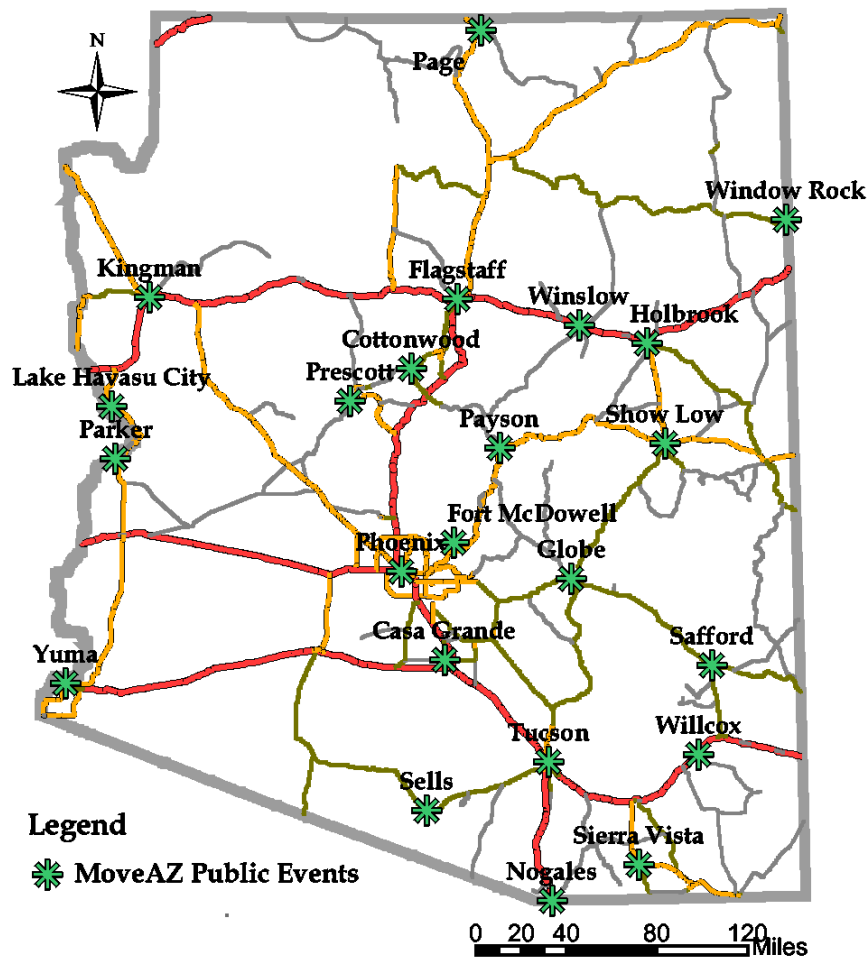 N
Page
Window Rock
Kingman
Flagstaff
Winslow
Holbrook
Cottonwood
Prescott
Lake Havasu City
Parker
Payson
Show Low
Fort McDowell
Phoenix
Globe
Casa Grande
Safford
Yuma
Tucson
Willcox
Sells
Legend
Sierra Vista
MoveAZ Public Events
Nogales
0 20 40 80 120
Miles